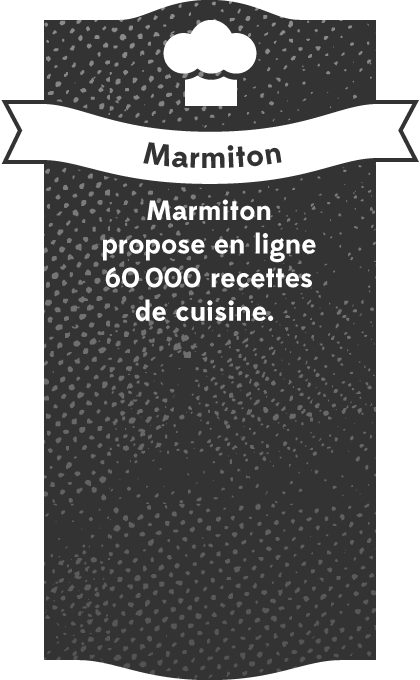 Marmiton
Marmiton
propose en ligne
60 000 recettes
de cuisine.